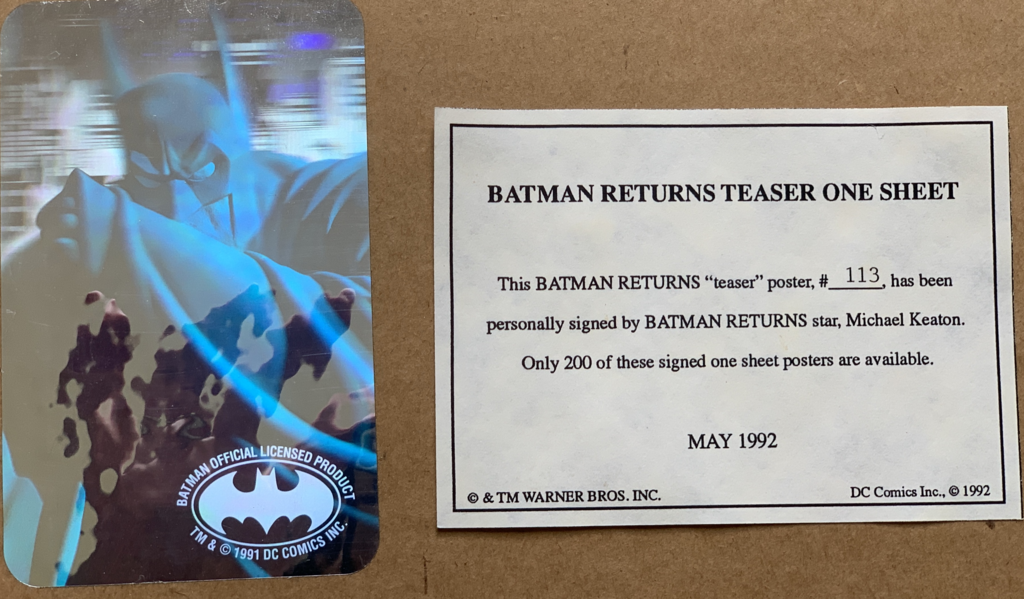 BATMAN OFFICIAL LICENSED PRODUCT
TM & © 1991 DC COMICS INC.
BATMAN RETURNS TEASER ONE SHEET
This BATMAN RETURNS “teaser” poster, # 113, has been
personally signed by BATMAN RETURNS star, Michael Keaton.
Only 200 of these signed one sheet posters are available.
MAY 1992
© & TM WARNER BROS. INC.
DC Comics Inc., © 1992